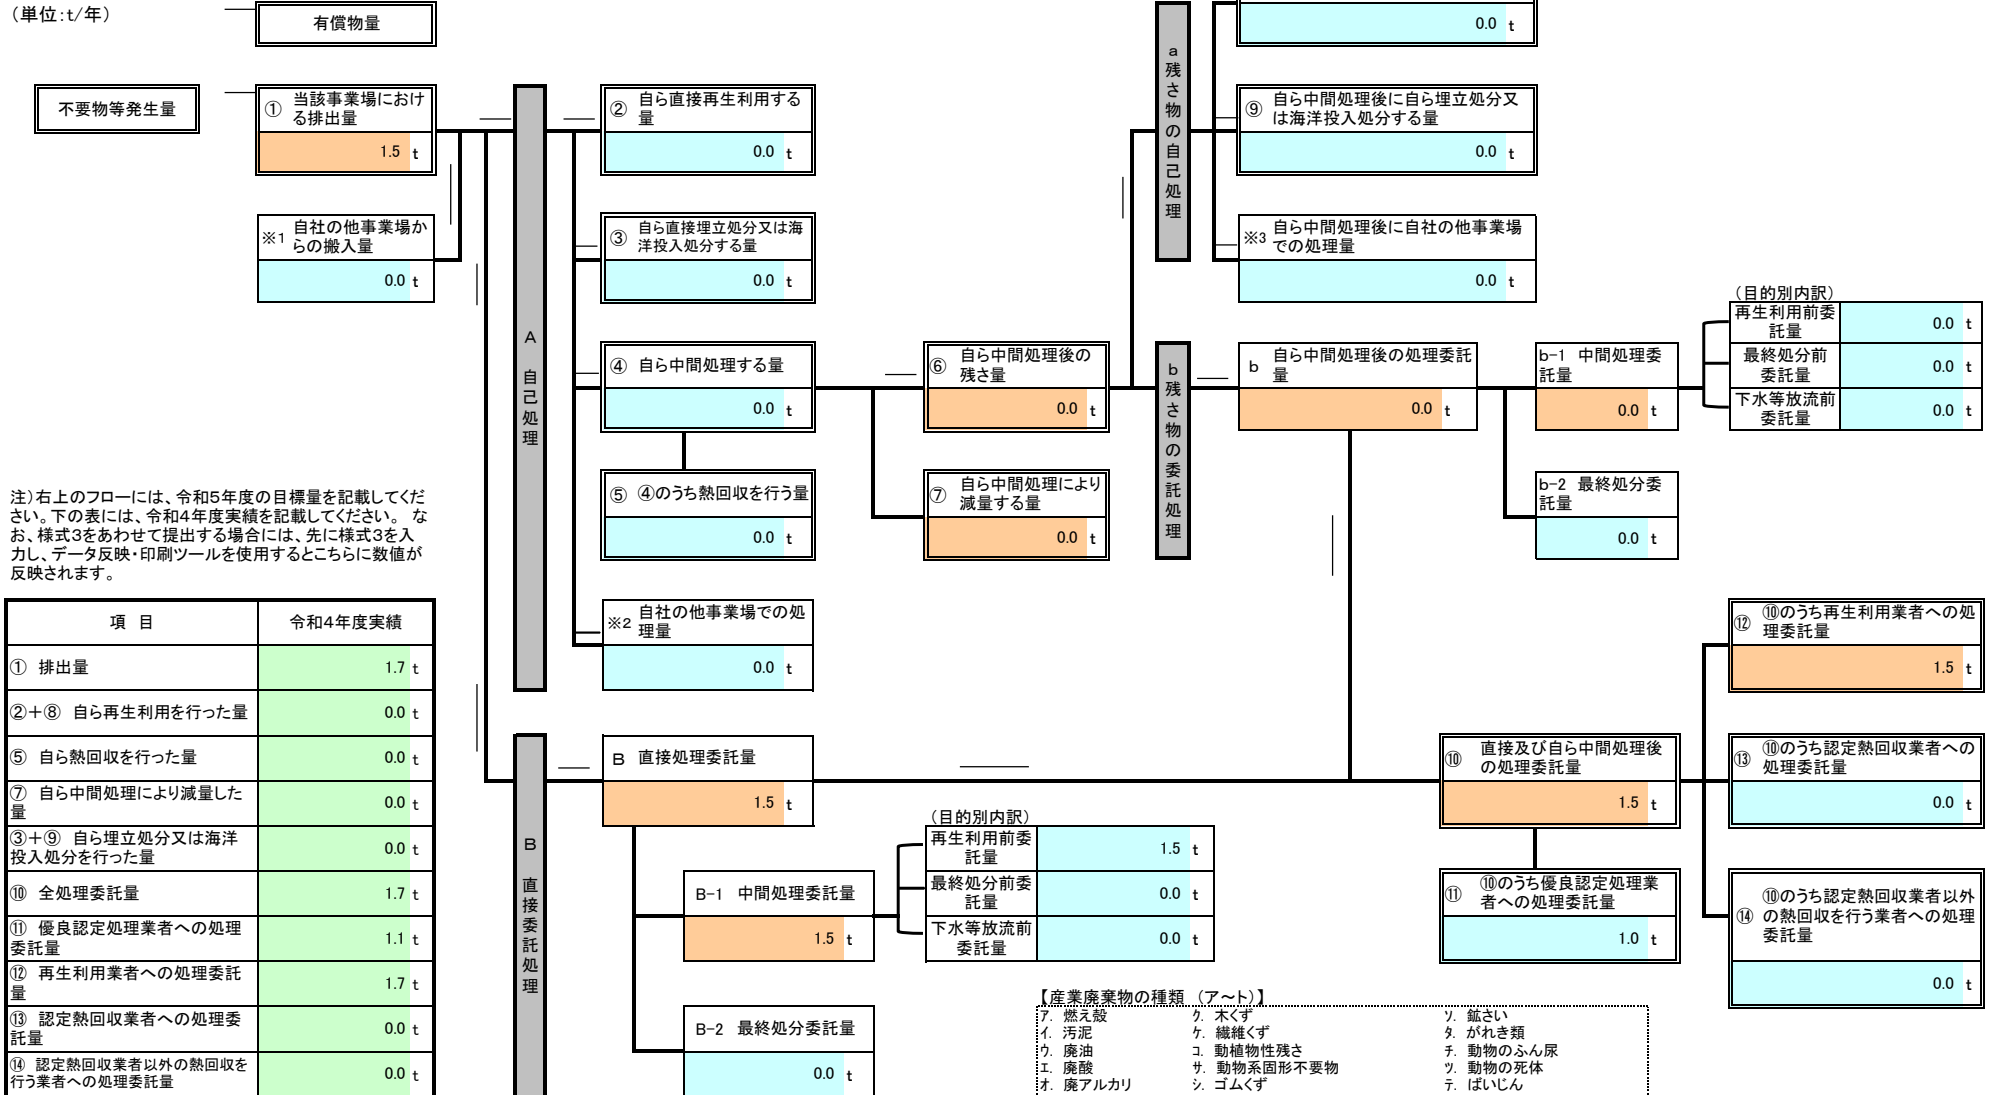 （単位：t/年）
有償物量
不要物等発生量
① 当該事業場におけ
る排出量
1.5 t
※1 自社の他事業場か
らの搬入量
0.0 t
A 自己処理
② 自ら直接再生利用する
量
0.0 t
③ 自ら直接埋立処分又は海
洋投入処分する量
0.0 t
④ 自ら中間処理する量
0.0 t
⑤ ④のうち熱回収を行う量
0.0 t
※2 自社の他事業場での処
理量
0.0 t
⑥ 自ら中間処理後の
残さ量
0.0 t
⑦ 自ら中間処理により
減量する量
0.0 t
a 残さ物の自己処理
0.0 t
⑨ 自ら中間処理後に自ら埋立処分又
は海洋投入処分する量
0.0 t
※3 自ら中間処理後に自社の他事業場
での処理量
0.0 t
b 残さ物の委託処理
b 自ら中間処理後の処理委託
量
0.0 t
b-1 中間処理委
託量
0.0 t
b-2 最終処分委
託量
0.0 t
（目的別内訳）
再生利用前委
託量
0.0 t
最終処分前
委託量
0.0 t
下水等放流前
委託量
0.0 t
注）右上のフローには、令和５年度の目標量を記載してくだ
さい。下の表には、令和４年度実績を記載してください。 な
お、様式３をあわせて提出する場合には、先に様式３を入
力し、データ反映・印刷ツールを使用するとこちらに数値が
反映されます。
項 目 令和４年度実績
① 排出量 1.7 t
②＋⑧ 自ら再生利用を行った量 0.0 t
⑤ 自ら熱回収を行った量 0.0 t
⑦ 自ら中間処理により減量した
量 0.0 t
③＋⑨ 自ら埋立処分又は海洋
投入処分を行った量 0.0 t
⑩ 全処理委託量 1.7 t
⑪ 優良認定処理業者への処理
委託量 1.1 t
⑫ 再生利用業者への処理委託
量 1.7 t
⑬ 認定熱回収業者への処理委
託量 0.0 t
⑭ 認定熱回収業者以外の熱回収を
行う業者への処理委託量 0.0 t
B 直接委託処理
B 直接処理委託量
1.5 t
B-1 中間処理委託量
1.5 t
B-2 最終処分委託量
0.0 t
（目的別内訳）
再生利用前委
託量
1.5 t
最終処分前委
託量
0.0 t
下水等放流前
委託量
0.0 t
⑩ 直接及び自ら中間処理後
の処理委託量
1.5 t
⑪ ⑩のうち優良認定処理業
者への処理委託量
1.0 t
⑫ ⑩のうち再生利用業者への処
理委託量
1.5 t
⑬ ⑩のうち認定熱回収業者への
処理委託量
0.0 t
⑭ ⑩のうち認定熱回収業者以外
の熱回収を行う業者への処理
委託量
0.0 t
【産業廃棄物の種類 （ア～ト）】
ア. 燃え殻 ク. 木くず ソ. 鉱さい
イ. 汚泥 ケ. 繊維くず タ. がれき類
ウ. 廃油 コ. 動植物性残さ チ. 動物のふん尿
エ. 廃酸 サ. 動物系固形不要物 ツ. 動物の死体
オ. 廃アルカリ シ. ゴムくず テ. ばいじん